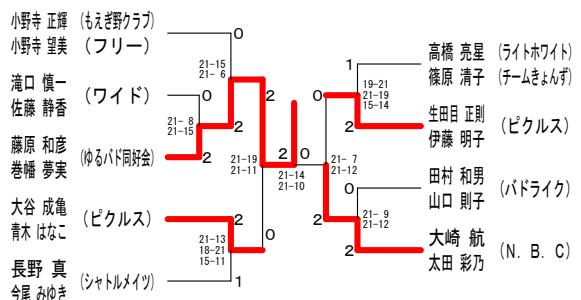 小野寺 正輝 (もえぎ野クラブ)
小野寺 望美 (フリー)
0
21-15
21- 6
滝口 慎一
佐藤 静香
(ワイド)
0
21- 8
21-15
2
2
藤原 和彦
巻幡 夢実
(ゆるバド同好会)
2
21-19
21-11
2
大谷 成亀
青木 はなこ
(ピクルス)
2
21-13
18-21
15-11
0
長野 真
今尾 みゆき
(シャトルメイツ)
1
2
0
21-14
21-10
高橋 亮星 (ライトホワイト)
篠原 清子 (チームきょんず)
1
19-21
21-19
15-14
0
生田目 正則
伊藤 明子
(ピクルス)
2
21- 7
21-12
田村 和男
山口 則子
(バドライク)
0
21- 9
21-12
2
大崎 航
太田 彩乃
(N. B. C)
2